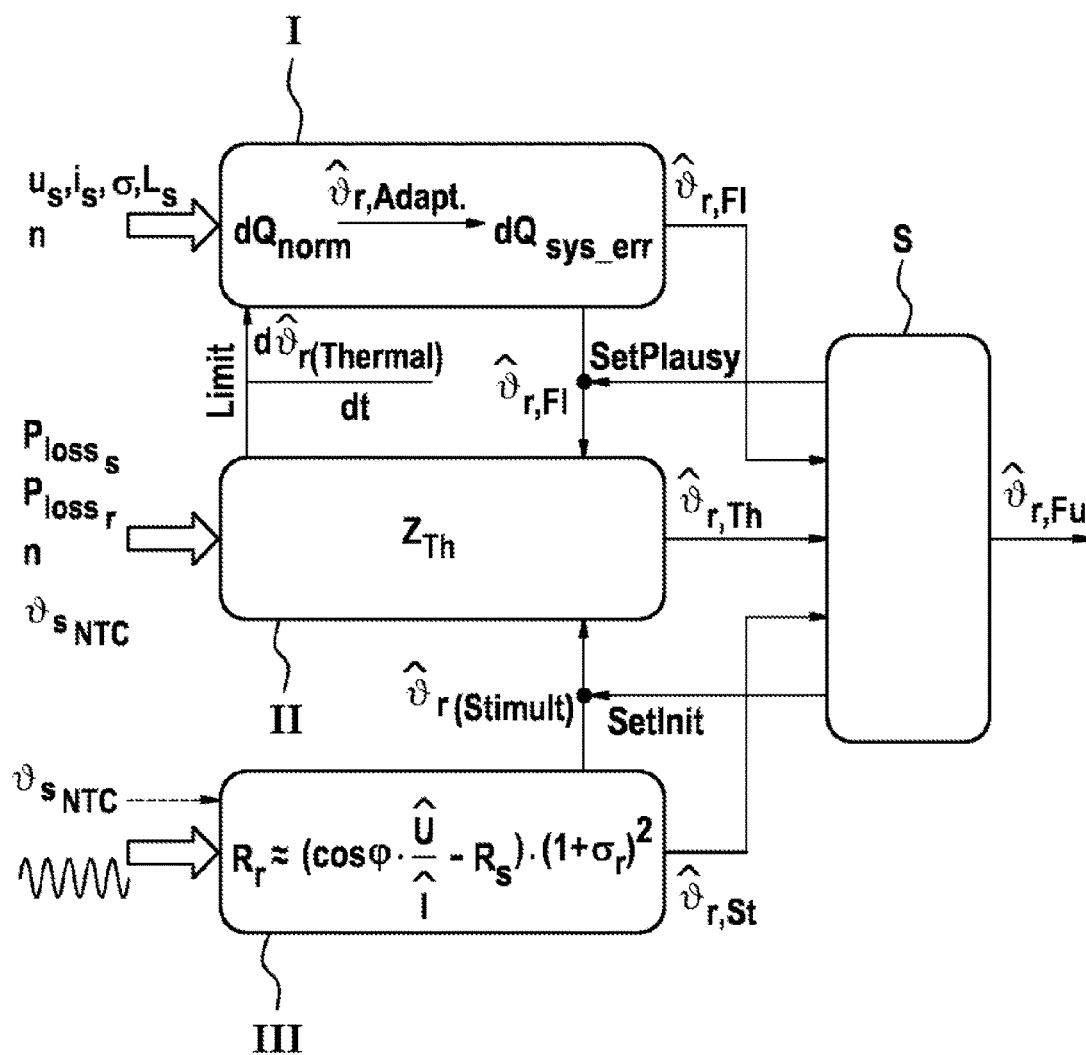 I
u_s, i_s, σ, L_s
n
dQ_norm
ϑ̂_r,Adapt.
dQ_sys_err
ϑ̂_r,Fl
S
Limit
dϑ̂_r(Thermal)
dt
ϑ̂_r,Fl
SetPlausy
P_loss_s
P_loss_r
n
ϑ_s_NTC
Z_Th
ϑ̂_r,Th
ϑ̂_r,Fu
II
ϑ̂_r(Stimult)
SetInit
ϑ_s_NTC
R_r ≈ (cosφ · Û/Î - R_s) · (1+σ_r)²
ϑ̂_r,St
III